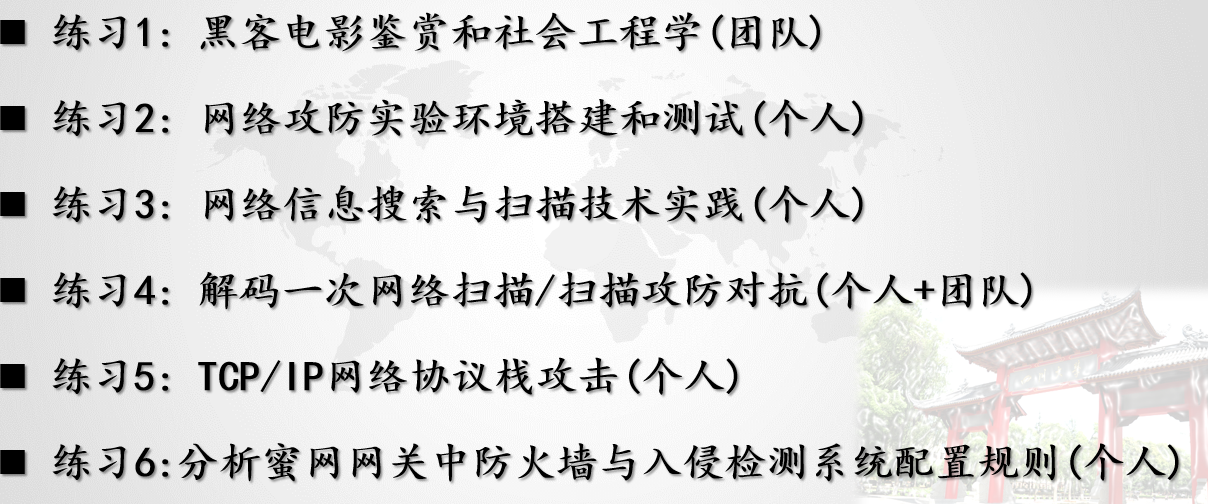 ■ 练习1：黑客电影鉴赏和社会工程学(团队)
■ 练习2：网络攻防实验环境搭建和测试(个人)
■ 练习3：网络信息搜索与扫描技术实践(个人)
■ 练习4：解码一次网络扫描/扫描攻防对抗(个人+团队)
■ 练习5：TCP/IP网络协议栈攻击(个人)
■ 练习6:分析蜜网网关中防火墙与入侵检测系统配置规则(个人)